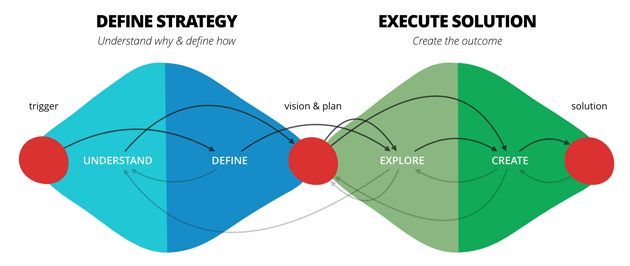 DEFINE STRATEGY
Understand why & define how
EXECUTE SOLUTION
Create the outcome
trigger
vision & plan
solution
UNDERSTAND
DEFINE
EXPLORE
CREATE